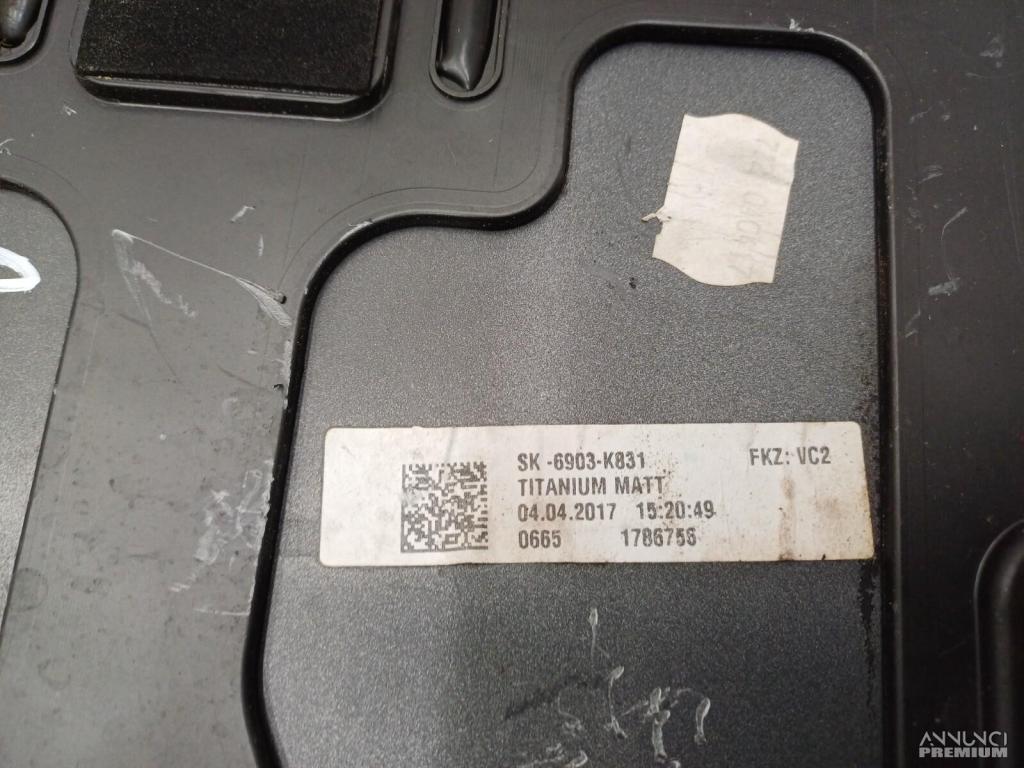 SK -6903-K831 FKZ: VC2
TITANIUM MATT
04.04.2017 15:20:49
0665 1786756
ANNUNCI
PREMIUM